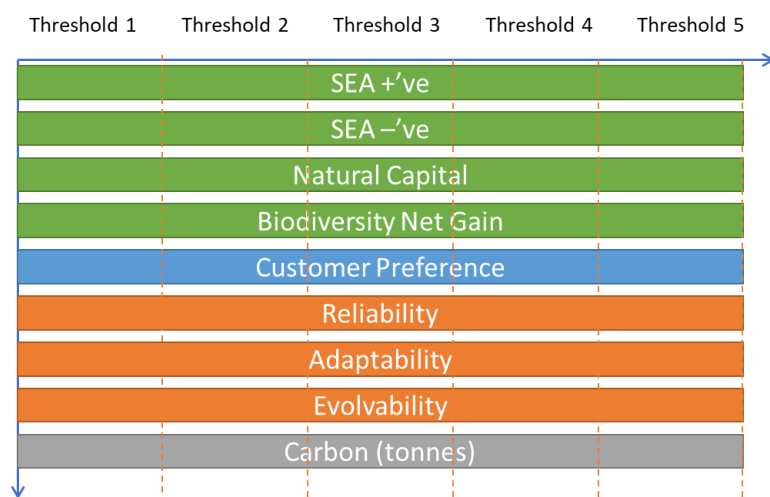 Threshold 1 Threshold 2 Threshold 3 Threshold 4 Threshold 5
SEA +’ve
SEA –’ve
Natural Capital
Biodiversity Net Gain
Customer Preference
Reliability
Adaptability
Evolvability
Carbon (tonnes)